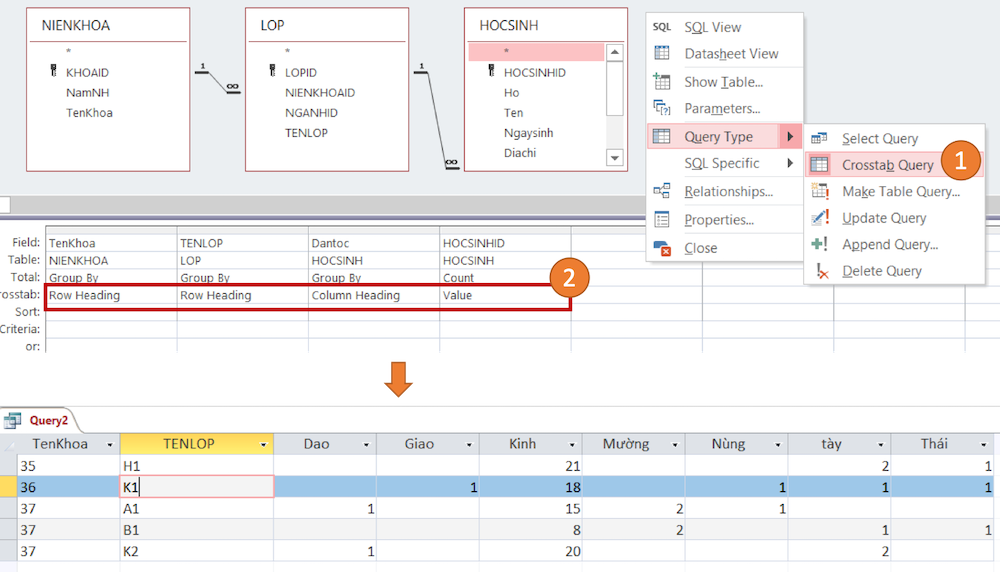 NIENKHOA
*
KHOAID
NamNH
TenKhoa
1
∞
LOP
*
LOPID
NIENKHOAID
NGANHID
TENLOP
1
∞
HOCSINH
*
HOCSINHID
Ho
Ten
Ngaysinh
Diachi
SQL SQL View
Datasheet View
Show Table...
Parameters...
Query Type
SQL Specific
Relationships...
Properties...
Close
Select Query
Crosstab Query 1
Make Table Query...
Update Query
Append Query...
Delete Query
Field: TenKhoa TENLOP Dantoc HOCSINHID
Table: NIENKHOA LOP HOCSINH HOCSINH
Total: Group By Group By Group By Count
rosstab: Row Heading Row Heading Column Heading Value 2
Sort:
Criteria:
or:
Query2
TenKhoa TENLOP Dao Giao Kinh Mường Nùng tày Thái
35 H1 21 2 1
36 K1 1 18 1 1 1
37 A1 1 15 2 1
37 B1 8 2 1 1
37 K2 1 20 2